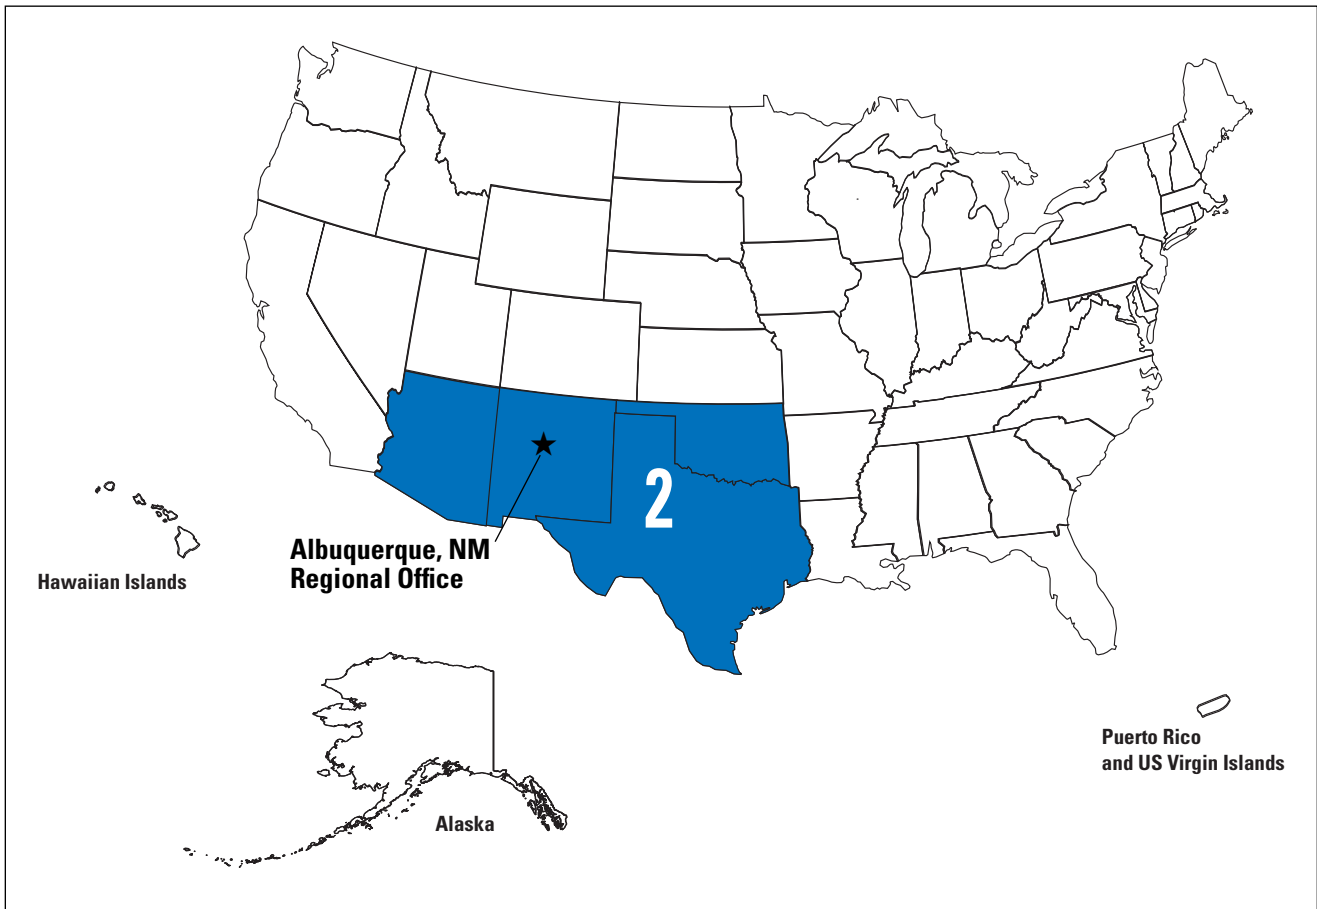 2
Albuquerque, NM
Regional Office
Hawaiian Islands
Puerto Rico
and US Virgin Islands
Alaska